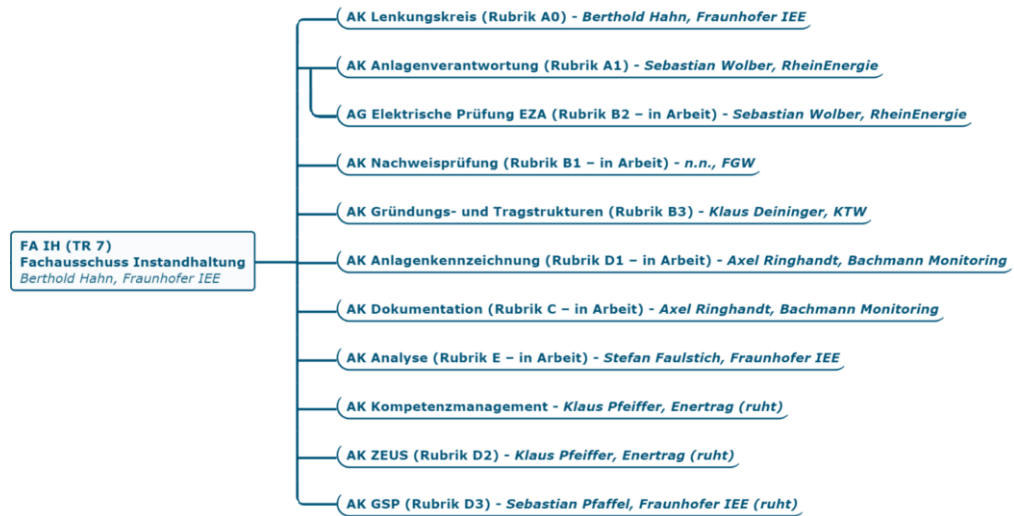 AK Lenkungskreis (Rubrik A0) - Berthold Hahn, Fraunhofer IEE
AK Anlagenverantwortung (Rubrik A1) - Sebastian Wolber, RheinEnergie
AG Elektrische Prüfung EZA (Rubrik B2 – in Arbeit) - Sebastian Wolber, RheinEnergie
AK Nachweisprüfung (Rubrik B1 – in Arbeit) - n.n., FGW
AK Gründungs- und Tragstrukturen (Rubrik B3) - Klaus Deininger, KTW
FA IH (TR 7)
Fachausschuss Instandhaltung
Berthold Hahn, Fraunhofer IEE
AK Anlagenkennzeichnung (Rubrik D1 – in Arbeit) - Axel Ringhandt, Bachmann Monitoring
AK Dokumentation (Rubrik C – in Arbeit) - Axel Ringhandt, Bachmann Monitoring
AK Analyse (Rubrik E – in Arbeit) - Stefan Faulstich, Fraunhofer IEE
AK Kompetenzmanagement - Klaus Pfeiffer, Enertrag (ruht)
AK ZEUS (Rubrik D2) - Klaus Pfeiffer, Enertrag (ruht)
AK GSP (Rubrik D3) - Sebastian Pfaffel, Fraunhofer IEE (ruht)